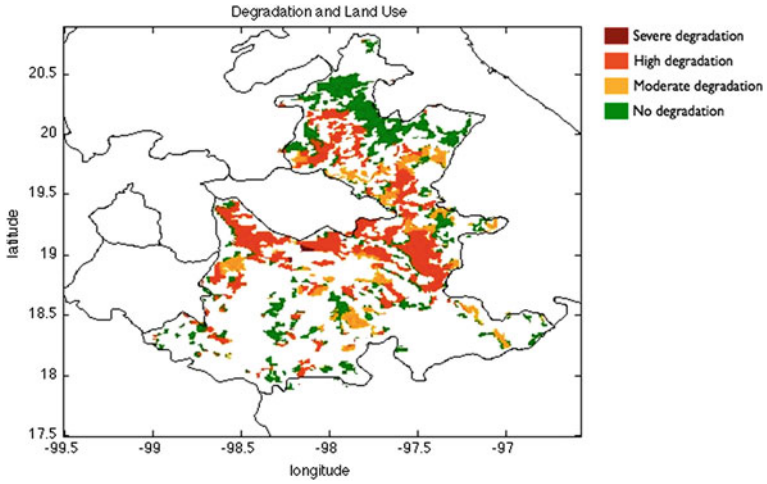 Degradation and Land Use
Severe degradation
High degradation
Moderate degradation
No degradation
20.5
20
19.5
19
18.5
18
17.5
latitude
-99.5 -99 -98.5 -98 -97.5 -97
longitude